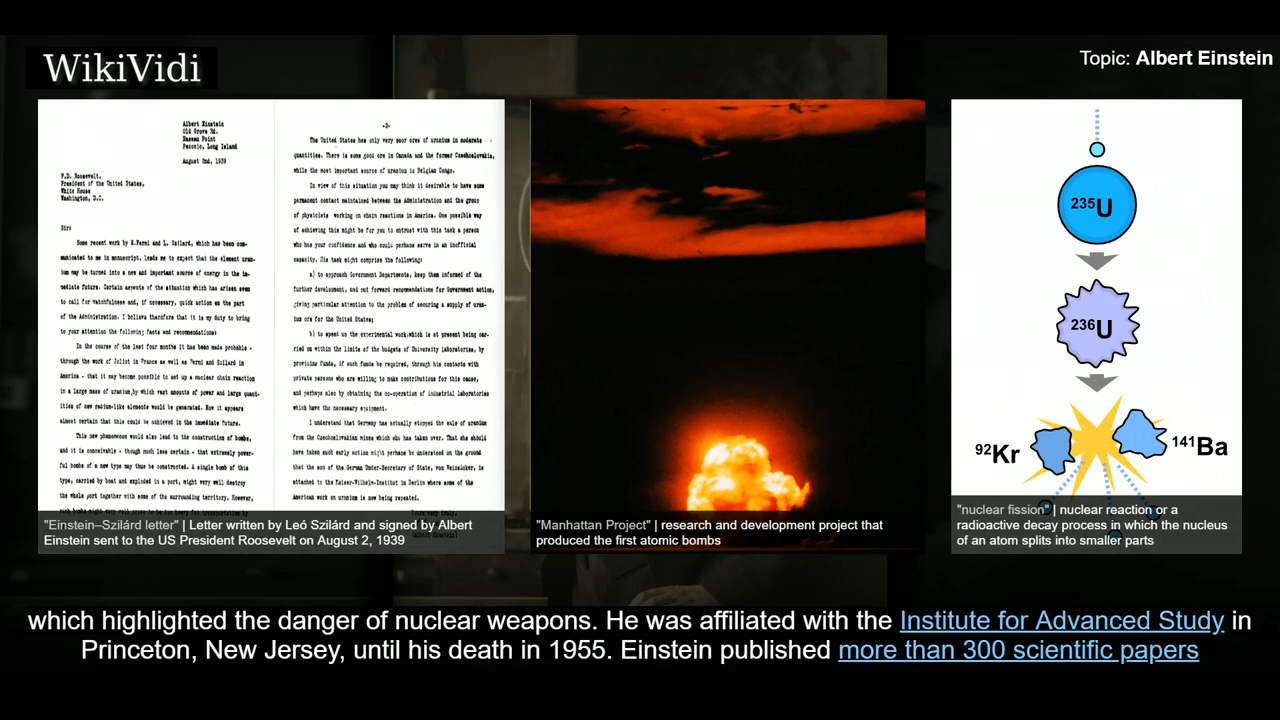 WikiVidi
Topic: Albert Einstein
Albert Einstein
Old Grove Rd.
Nassau Point
Peconic, Long Island
August 2nd, 1939
F.D. Roosevelt,
President of the United States,
White House
Washington, D.C.
Sir:
Some recent work by E.Fermi and L. Szilard, which has been com-
municated to me in manuscript, leads me to expect that the element uran-
ium may be turned into a new and important source of energy in the im-
mediate future. Certain aspects of the situation which has arisen seem
to call for watchfulness and, if necessary, quick action on the part
of the Administration. I believe therefore that it is my duty to bring
to your attention the following facts and recommendations:
In the course of the last four months it has been made probable -
through the work of Joliot in France as well as Fermi and Szilard in
America - that it may become possible to set up a nuclear chain reaction
in a large mass of uranium,by which vast amounts of power and large quant-
ities of new radium-like elements would be generated. Now it appears
almost certain that this could be achieved in the immediate future.
This new phenomenon would also lead to the construction of bombs,
and it is conceivable - though much less certain - that extremely power-
ful bombs of a new type may thus be constructed. A single bomb of this
type, carried by boat and exploded in a port, might very well destroy
the whole port together with some of the surrounding territory. However,
such bombs might very well prove to be too heavy for transportation by
-2-
The United States has only very poor ores of uranium in moderate
quantities. There is some good ore in Canada and the former Czechoslovakia,
while the most important source of uranium is Belgian Congo.
In view of this situation you may think it desirable to have some
permanent contact maintained between the Administration and the group
of physicists working on chain reactions in America. One possible way
of achieving this might be for you to entrust with this task a person
who has your confidence and who could perhaps serve in an inofficial
capacity. His task might comprise the following:
a) to approach Government Departments, keep them informed of the
further development, and put forward recommendations for Government action,
giving particular attention to the problem of securing a supply of uran-
ium ore for the United States;
b) to speed up the experimental work,which is at present being car-
ried on within the limits of the budgets of University laboratories, by
providing funds, if such funds be required, through his contacts with
private persons who are willing to make contributions for this cause,
and perhaps also by obtaining the co-operation of industrial laboratories
which have the necessary equipment.
I understand that Germany has actually stopped the sale of uranium
from the Czechoslovakian mines which she has taken over. That she should
have taken such early action might perhaps be understood on the ground
that the son of the German Under-Secretary of State, von Weizsäcker, is
attached to the Kaiser-Wilhelm-Institut in Berlin where some of the
American work on uranium is now being repeated.
Yours very truly,
(Albert Einstein)
"Einstein–Szilárd letter" | Letter written by Leó Szilárd and signed by Albert
Einstein sent to the US President Roosevelt on August 2, 1939
"Manhattan Project" | research and development project that
produced the first atomic bombs
235U
236U
92Kr
141Ba
"nuclear fission" | nuclear reaction or a
radioactive decay process in which the nucleus
of an atom splits into smaller parts
which highlighted the danger of nuclear weapons. He was affiliated with the Institute for Advanced Study in
Princeton, New Jersey, until his death in 1955. Einstein published more than 300 scientific papers